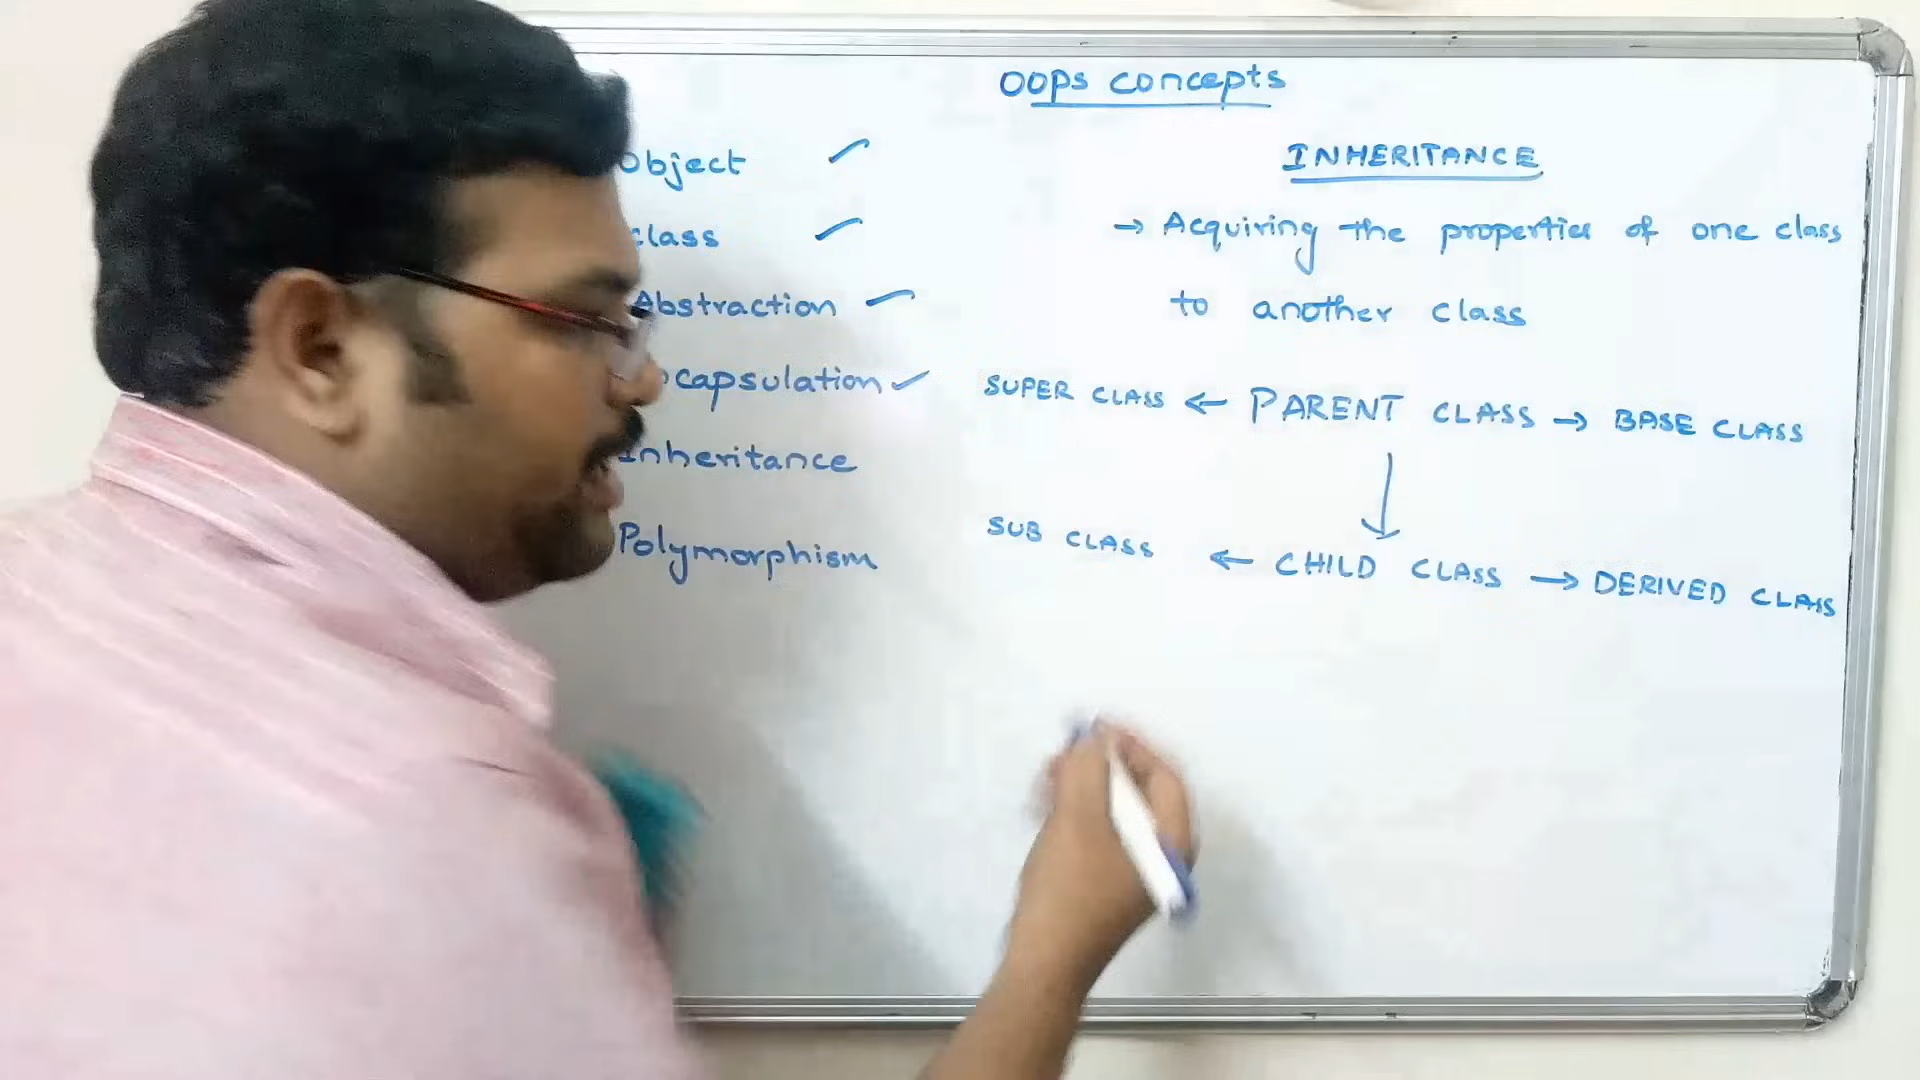 OOPS concepts
Object
class
Abstraction
capsulation
Inheritance
Polymorphism
INHERITANCE
→ Acquiring the properties of one class
to another class
SUPER CLASS ← PARENT CLASS → BASE CLASS
SUB CLASS ← CHILD CLASS → DERIVED CLASS